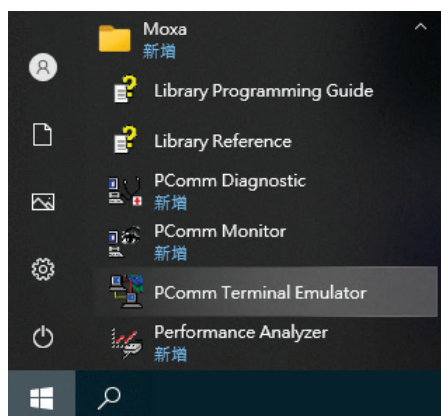 Moxa
新增
Library Programming Guide
Library Reference
PComm Diagnostic
新增
PComm Monitor
新增
PComm Terminal Emulator
Performance Analyzer
新增